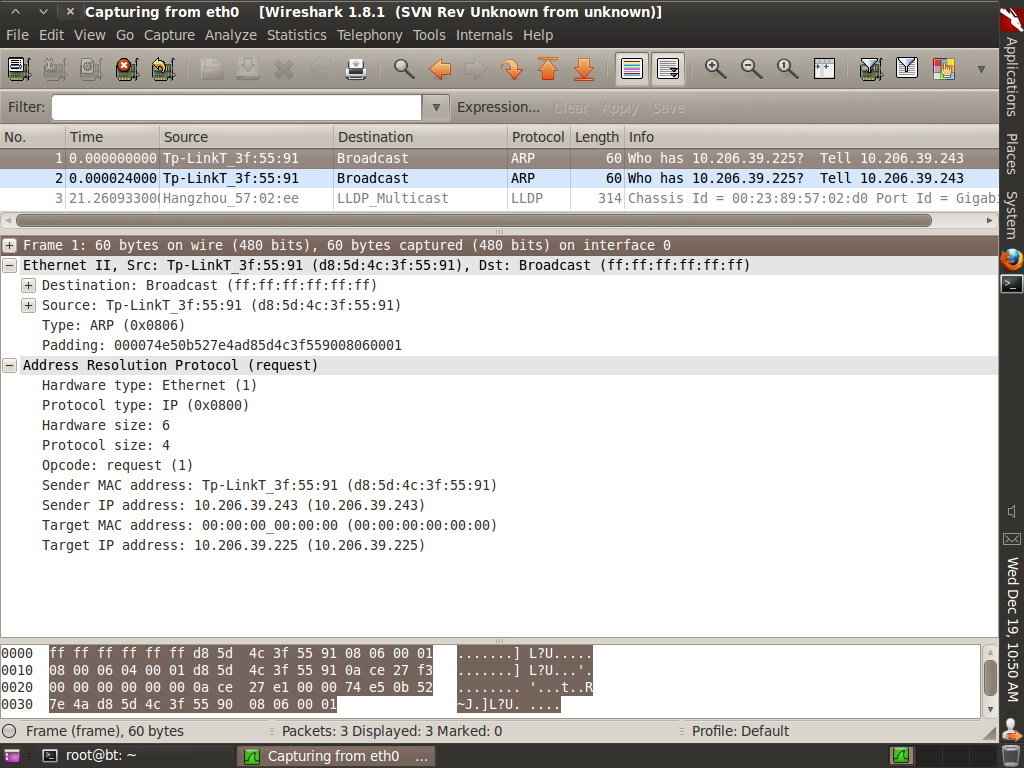 Capturing from eth0 [Wireshark 1.8.1 (SVN Rev Unknown from unknown)]
File Edit View Go Capture Analyze Statistics Telephony Tools Internals Help
Filter: Expression... Clear Apply Save
No. Time Source Destination Protocol Length Info
1 0.000000000 Tp-LinkT_3f:55:91 Broadcast ARP 60 Who has 10.206.39.225? Tell 10.206.39.243
2 0.000024000 Tp-LinkT_3f:55:91 Broadcast ARP 60 Who has 10.206.39.225? Tell 10.206.39.243
3 21.260933000 Hangzhou_57:02:ee LLDP_Multicast LLDP 314 Chassis Id = 00:23:89:57:02:d0 Port Id = Gigabi
Frame 1: 60 bytes on wire (480 bits), 60 bytes captured (480 bits) on interface 0
Ethernet II, Src: Tp-LinkT_3f:55:91 (d8:5d:4c:3f:55:91), Dst: Broadcast (ff:ff:ff:ff:ff:ff)
Destination: Broadcast (ff:ff:ff:ff:ff:ff)
Source: Tp-LinkT_3f:55:91 (d8:5d:4c:3f:55:91)
Type: ARP (0x0806)
Padding: 000074e50b527e4ad85d4c3f559008060001
Address Resolution Protocol (request)
Hardware type: Ethernet (1)
Protocol type: IP (0x0800)
Hardware size: 6
Protocol size: 4
Opcode: request (1)
Sender MAC address: Tp-LinkT_3f:55:91 (d8:5d:4c:3f:55:91)
Sender IP address: 10.206.39.243 (10.206.39.243)
Target MAC address: 00:00:00_00:00:00 (00:00:00:00:00:00)
Target IP address: 10.206.39.225 (10.206.39.225)
0000 ff ff ff ff ff ff d8 5d 4c 3f 55 91 08 06 00 01 .......] L?U.....
0010 08 00 06 04 00 01 d8 5d 4c 3f 55 91 0a ce 27 f3 .......] L?U...'.
0020 00 00 00 00 00 00 0a ce 27 e1 00 00 74 e5 0b 52 ........ '...t..R
0030 7e 4a d8 5d 4c 3f 55 90 08 06 00 01 ~J.]L?U. ....
Frame (frame), 60 bytes Packets: 3 Displayed: 3 Marked: 0 Profile: Default
root@bt: ~ Capturing from eth0 ...
Applications
Places
System
Wed Dec 19, 10:50 AM